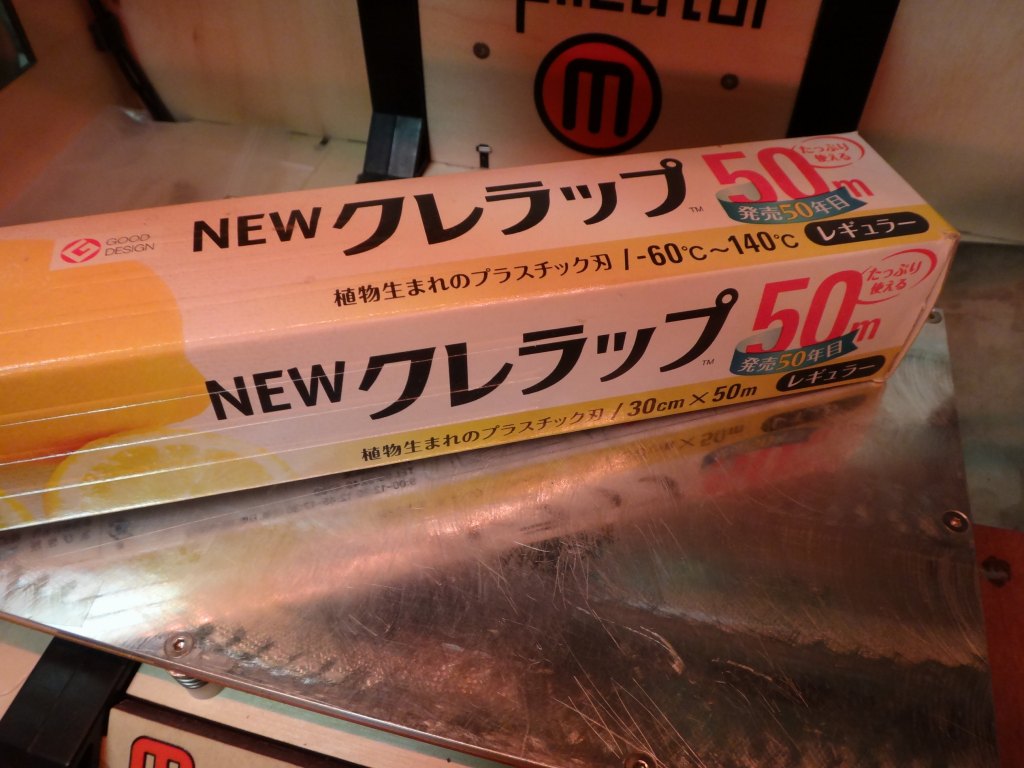 GOOD
DESIGN
NEWクレラップ™
50m
たっぷり
使える
発売50年目
植物生まれのプラスチック刃 / -60℃～140℃
レギュラー
NEWクレラップ™
50m
たっぷり
使える
発売50年目
植物生まれのプラスチック刃 / 30cm × 50m
レギュラー